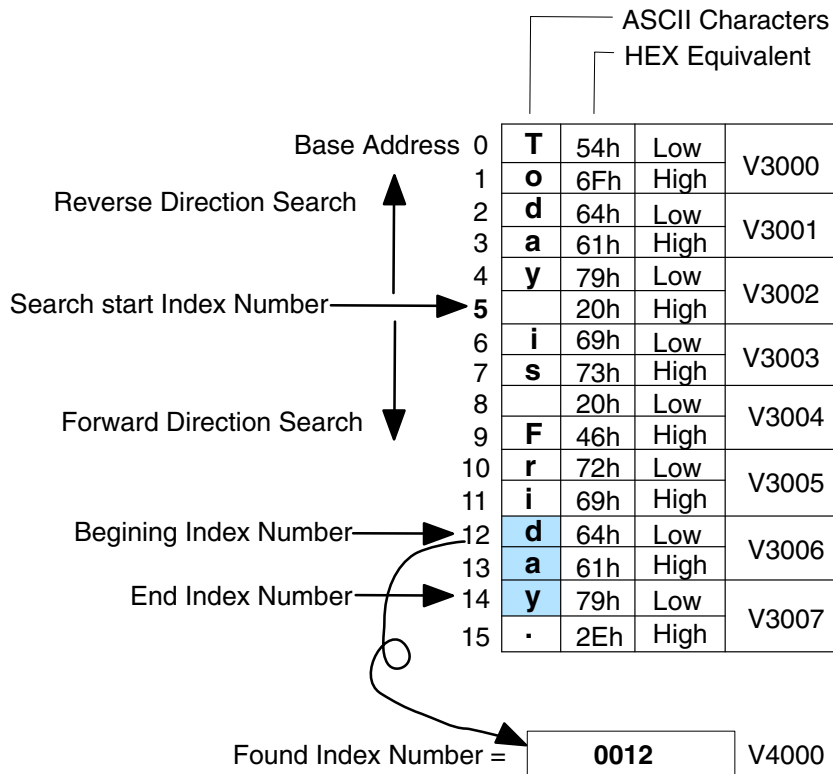 ASCII Characters
HEX Equivalent
Base Address 0 T 54h Low V3000
1 o 6Fh High
Reverse Direction Search
2 d 64h Low V3001
3 a 61h High
4 y 79h Low V3002
Search start Index Number 5 20h High
6 i 69h Low V3003
7 s 73h High
8 20h Low V3004
Forward Direction Search
9 F 46h High
10 r 72h Low V3005
11 i 69h High
Begining Index Number 12 d 64h Low V3006
13 a 61h High
End Index Number 14 y 79h Low V3007
15 . 2Eh High
Found Index Number = 0012 V4000